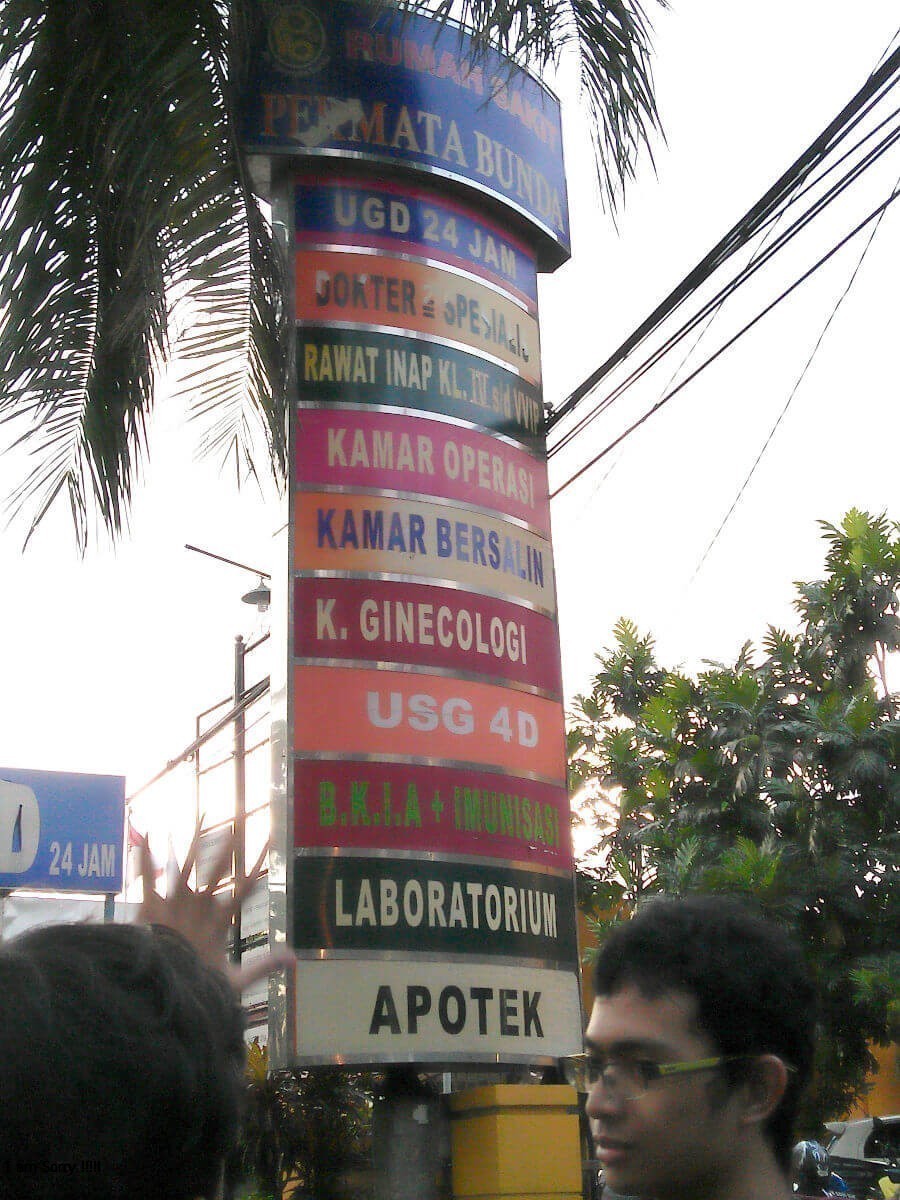 RUMAH SAKIT
PERMATA BUNDA
UGD 24 JAM
DOKTER 2 SPESIALIS
RAWAT INAP KL. IV s/d VVIP
KAMAR OPERASI
KAMAR BERSALIN
K. GINECOLOGI
USG 4D
B.K.I.A + IMUNISASI
LABORATORIUM
APOTEK
D
24 JAM